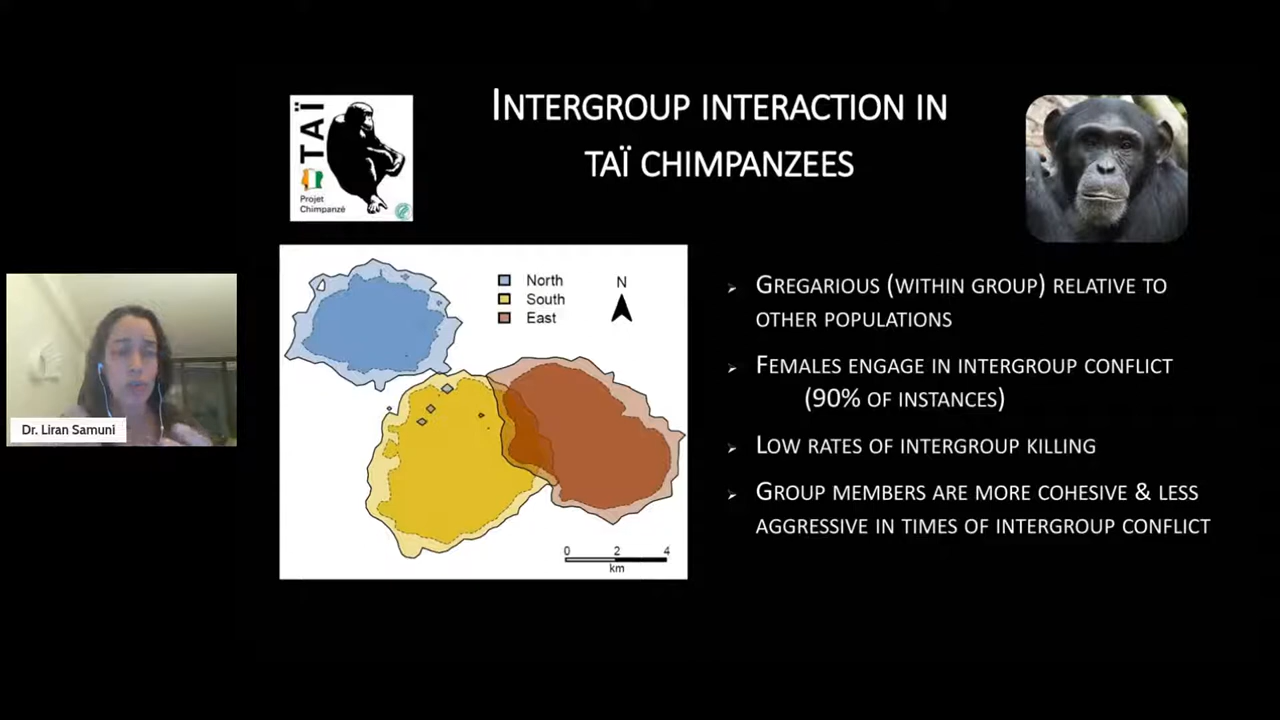 INTERGROUP INTERACTION IN
TAÏ CHIMPANZEES
TAÏ
Projet
Chimpanzé
North
South
East
N
0 2 4
km
GREGARIOUS (WITHIN GROUP) RELATIVE TO
OTHER POPULATIONS
FEMALES ENGAGE IN INTERGROUP CONFLICT
(90% OF INSTANCES)
LOW RATES OF INTERGROUP KILLING
GROUP MEMBERS ARE MORE COHESIVE & LESS
AGGRESSIVE IN TIMES OF INTERGROUP CONFLICT
Dr. Liran Samuni